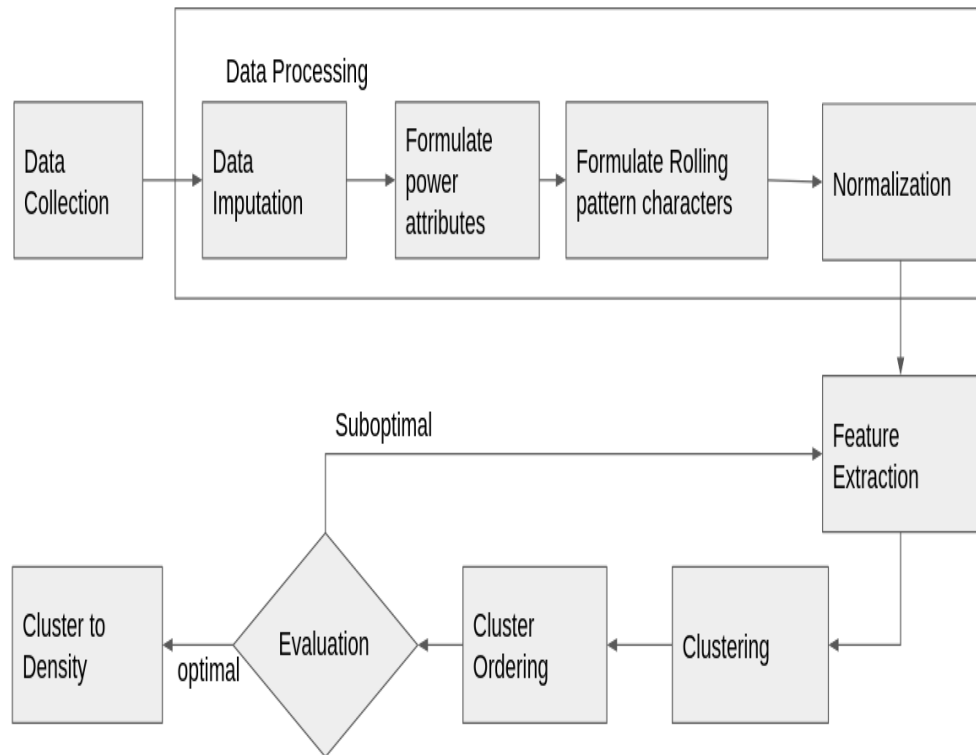 Data Processing
Data
Collection
Data
Imputation
Formulate
power
attributes
Formulate Rolling
pattern characters
Normalization
Feature
Extraction
Suboptimal
Clustering
Cluster
Ordering
Evaluation
optimal
Cluster to
Density